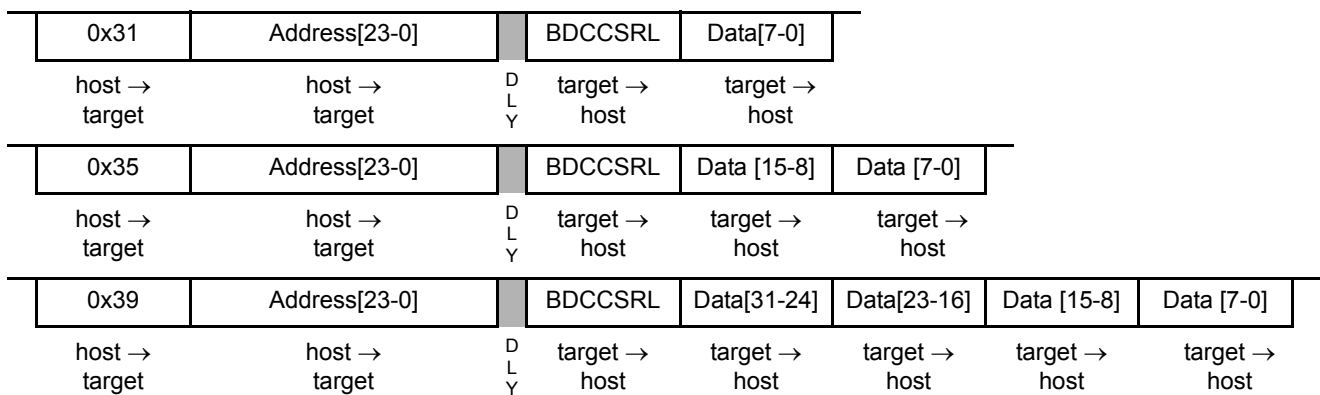 0x31 Address[23-0] BDCCSRL Data[7-0]
host → host → D target → target →
target target L host host
Y
0x35 Address[23-0] BDCCSRL Data [15-8] Data [7-0]
host → host → D target → target → target →
target target L host host host
Y
0x39 Address[23-0] BDCCSRL Data[31-24] Data[23-16] Data [15-8] Data [7-0]
host → host → D target → target → target → target → target →
target target L host host host host host
Y